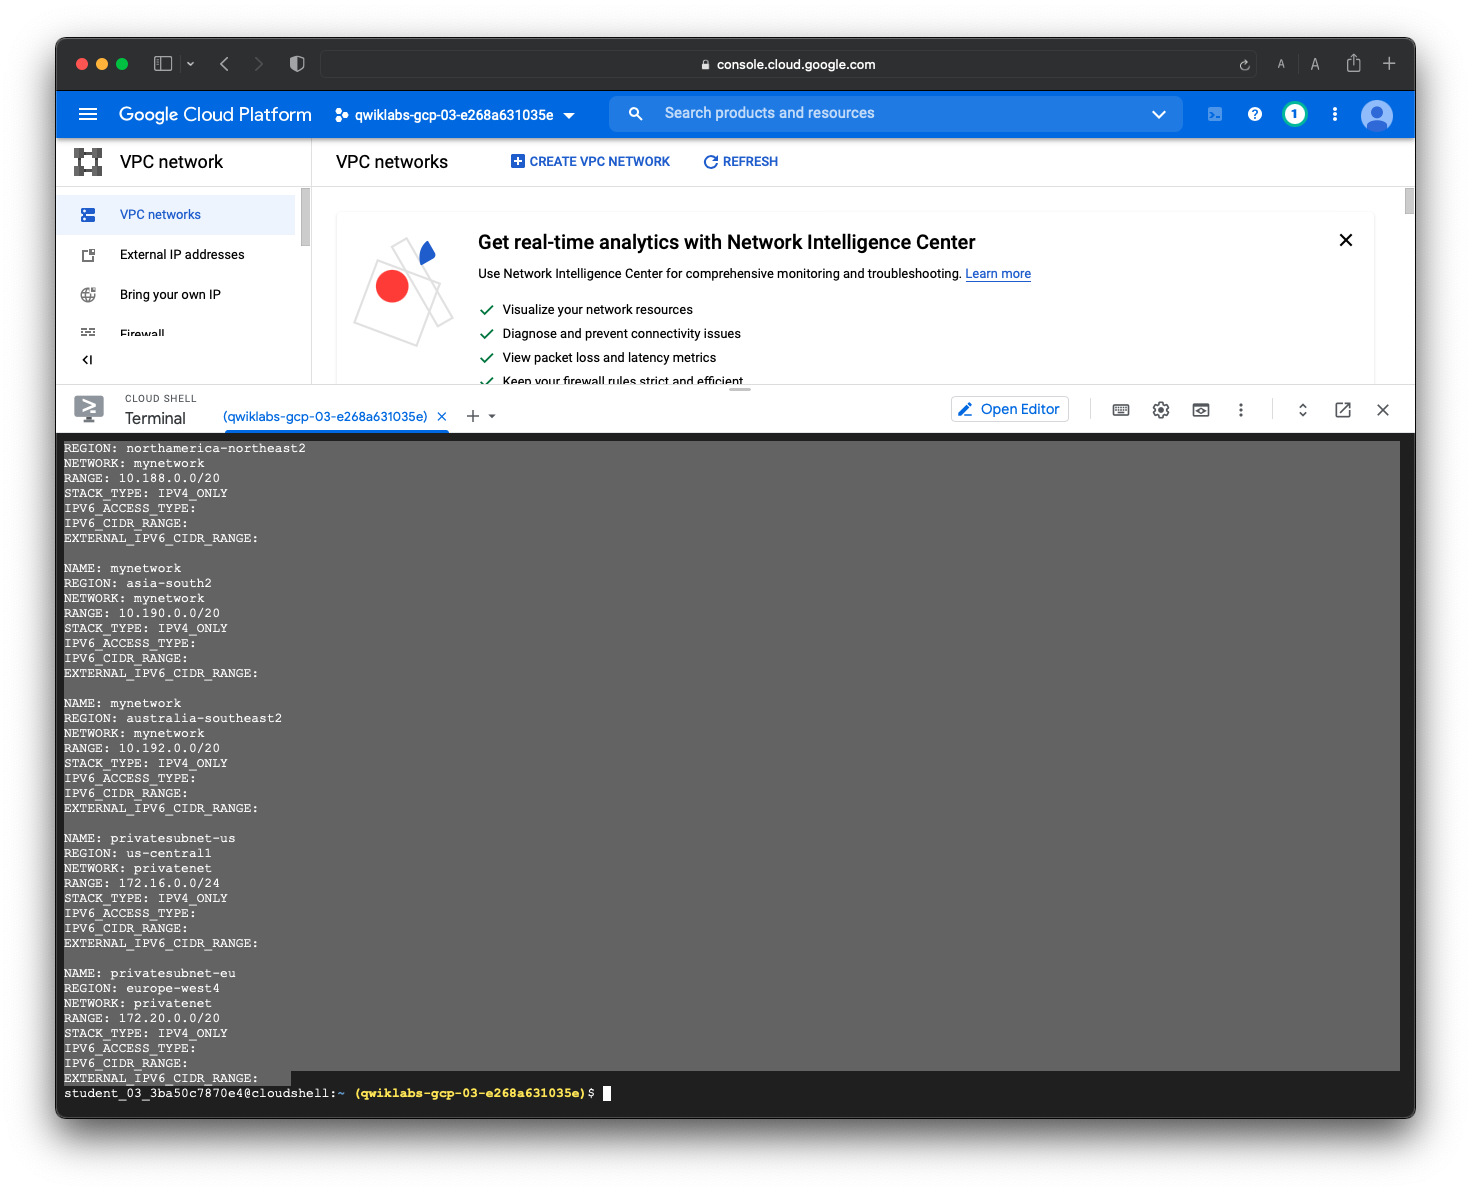 console.cloud.google.com
A A
Google Cloud Platform
qwiklabs-gcp-03-e268a631035e
Search products and resources
1
VPC network
VPC networks
CREATE VPC NETWORK
REFRESH
VPC networks
External IP addresses
Bring your own IP
Firewall
Get real-time analytics with Network Intelligence Center
Use Network Intelligence Center for comprehensive monitoring and troubleshooting. Learn more
Visualize your network resources
Diagnose and prevent connectivity issues
View packet loss and latency metrics
Keep your firewall rules strict and efficient
CLOUD SHELL
Terminal
(qwiklabs-gcp-03-e268a631035e)
Open Editor
REGION: northamerica-northeast2
NETWORK: mynetwork
RANGE: 10.188.0.0/20
STACK_TYPE: IPV4_ONLY
IPV6_ACCESS_TYPE:
IPV6_CIDR_RANGE:
EXTERNAL_IPV6_CIDR_RANGE:
NAME: mynetwork
REGION: asia-south2
NETWORK: mynetwork
RANGE: 10.190.0.0/20
STACK_TYPE: IPV4_ONLY
IPV6_ACCESS_TYPE:
IPV6_CIDR_RANGE:
EXTERNAL_IPV6_CIDR_RANGE:
NAME: mynetwork
REGION: australia-southeast2
NETWORK: mynetwork
RANGE: 10.192.0.0/20
STACK_TYPE: IPV4_ONLY
IPV6_ACCESS_TYPE:
IPV6_CIDR_RANGE:
EXTERNAL_IPV6_CIDR_RANGE:
NAME: privatesubnet-us
REGION: us-central1
NETWORK: privatenet
RANGE: 172.16.0.0/24
STACK_TYPE: IPV4_ONLY
IPV6_ACCESS_TYPE:
IPV6_CIDR_RANGE:
EXTERNAL_IPV6_CIDR_RANGE:
NAME: privatesubnet-eu
REGION: europe-west4
NETWORK: privatenet
RANGE: 172.20.0.0/20
STACK_TYPE: IPV4_ONLY
IPV6_ACCESS_TYPE:
IPV6_CIDR_RANGE:
EXTERNAL_IPV6_CIDR_RANGE:
student_03_3ba50c7870e4@cloudshell:~ (qwiklabs-gcp-03-e268a631035e)$